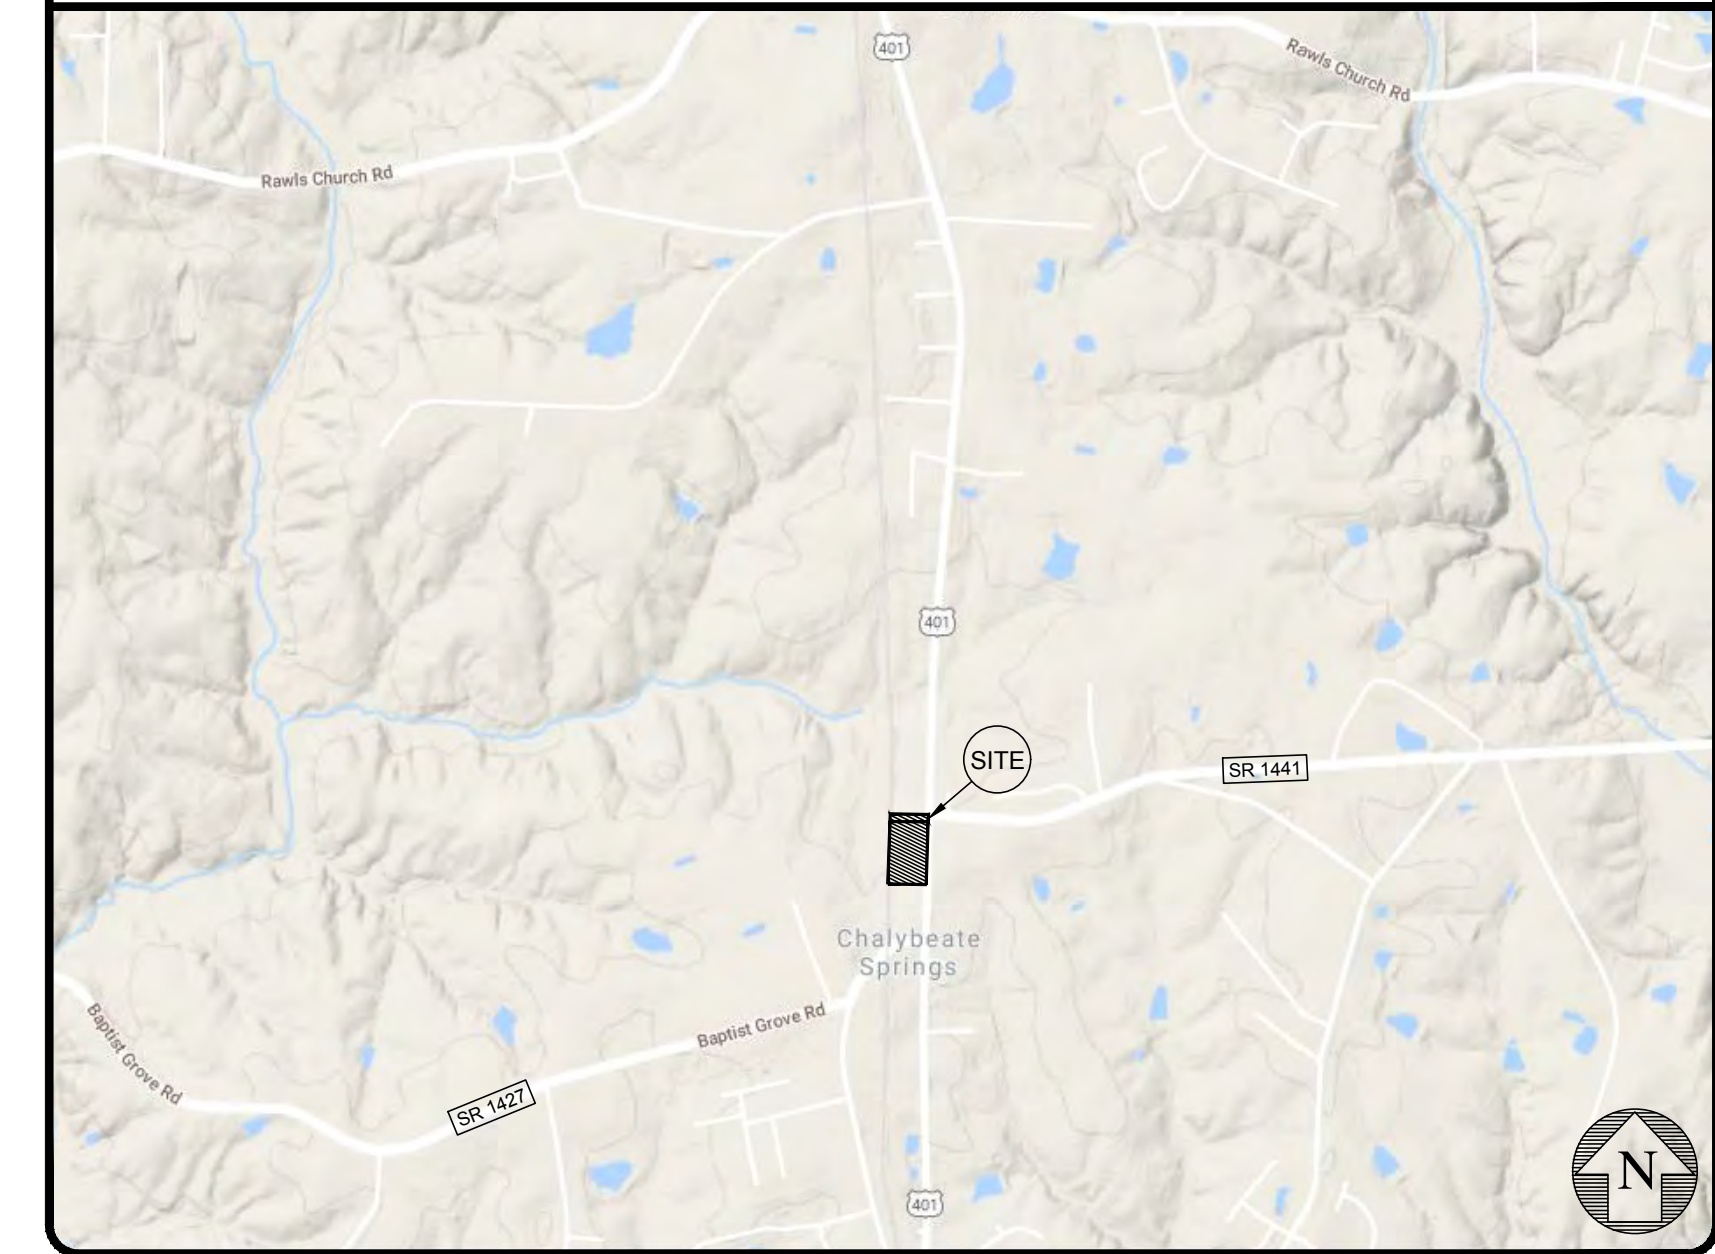 401
Rawls Church Rd
Rawls Church Rd
401
SITE
SR 1441
Chalybeate
Springs
Baptist Grove Rd
Baptist Grove Rd
SR 1427
N
401